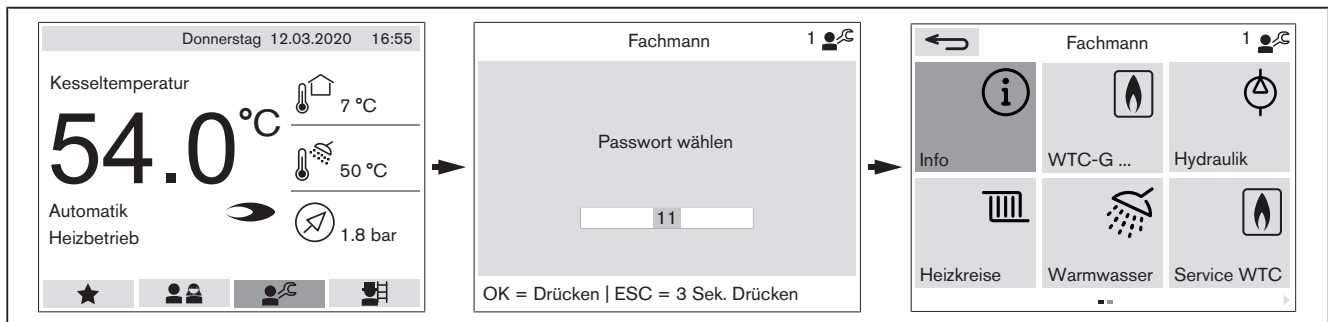 Donnerstag 12.03.2020 16:55
Kesseltemperatur
54.0°C
7 °C
50 °C
Automatik
Heizbetrieb
1.8 bar
Fachmann 1
Passwort wählen
11
OK = Drücken | ESC = 3 Sek. Drücken
Fachmann 1
Info
WTC-G ...
Hydraulik
Heizkreise
Warmwasser
Service WTC